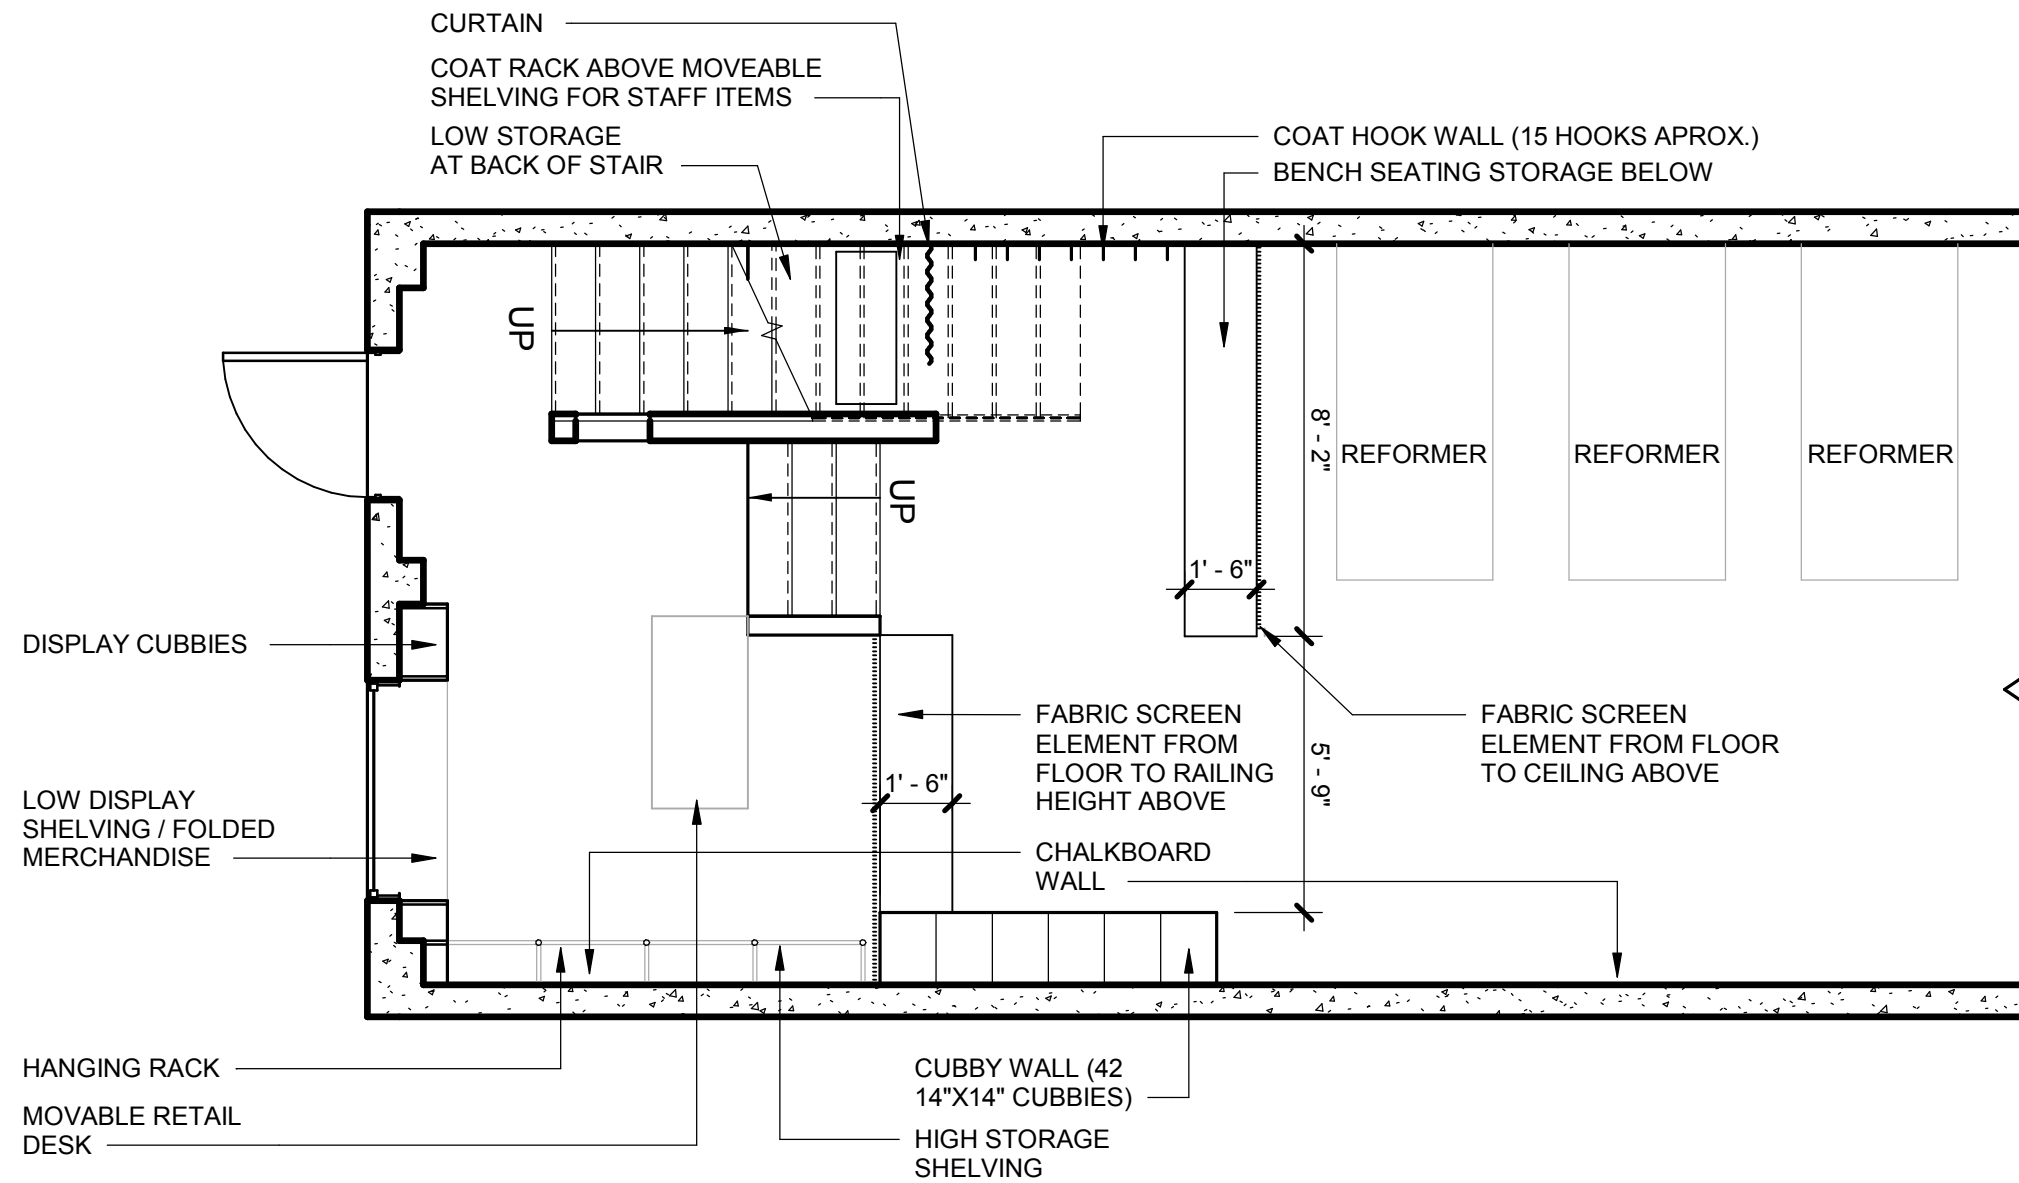 CURTAIN
COAT RACK ABOVE MOVEABLE
SHELVING FOR STAFF ITEMS
LOW STORAGE
AT BACK OF STAIR
COAT HOOK WALL (15 HOOKS APROX.)
BENCH SEATING STORAGE BELOW
UP
UP
8' - 2"
REFORMER
REFORMER
REFORMER
1' - 6"
DISPLAY CUBBIES
FABRIC SCREEN
ELEMENT FROM
FLOOR TO RAILING
HEIGHT ABOVE
FABRIC SCREEN
ELEMENT FROM FLOOR
TO CEILING ABOVE
1' - 6"
5' - 9"
LOW DISPLAY
SHELVING / FOLDED
MERCHANDISE
CHALKBOARD
WALL
HANGING RACK
MOVABLE RETAIL
DESK
CUBBY WALL (42
14"X14" CUBBIES)
HIGH STORAGE
SHELVING